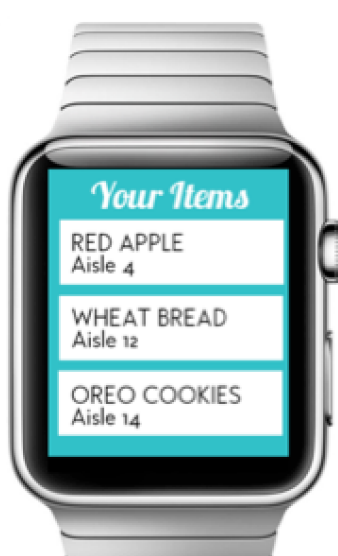 Your Items
RED APPLE
Aisle 4
WHEAT BREAD
Aisle 12
OREO COOKIES
Aisle 14